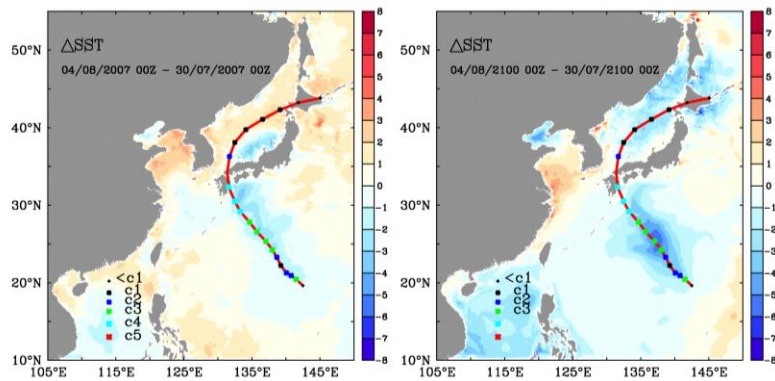 △SST
04/08/2007 00Z – 30/07/2007 00Z
50°N
40°N
30°N
20°N
10°N
105°E
115°E
125°E
135°E
145°E
<c1
c1
c2
c3
c4
c5
8
7
6
5
4
3
2
1
0
-1
-2
-3
-4
-5
-6
-7
-8
△SST
04/08/2100 00Z – 30/07/2100 00Z
50°N
40°N
30°N
20°N
10°N
105°E
115°E
125°E
135°E
145°E
<c1
c1
c2
c3
c4
c5
8
7
6
5
4
3
2
1
0
-1
-2
-3
-4
-5
-6
-7
-8